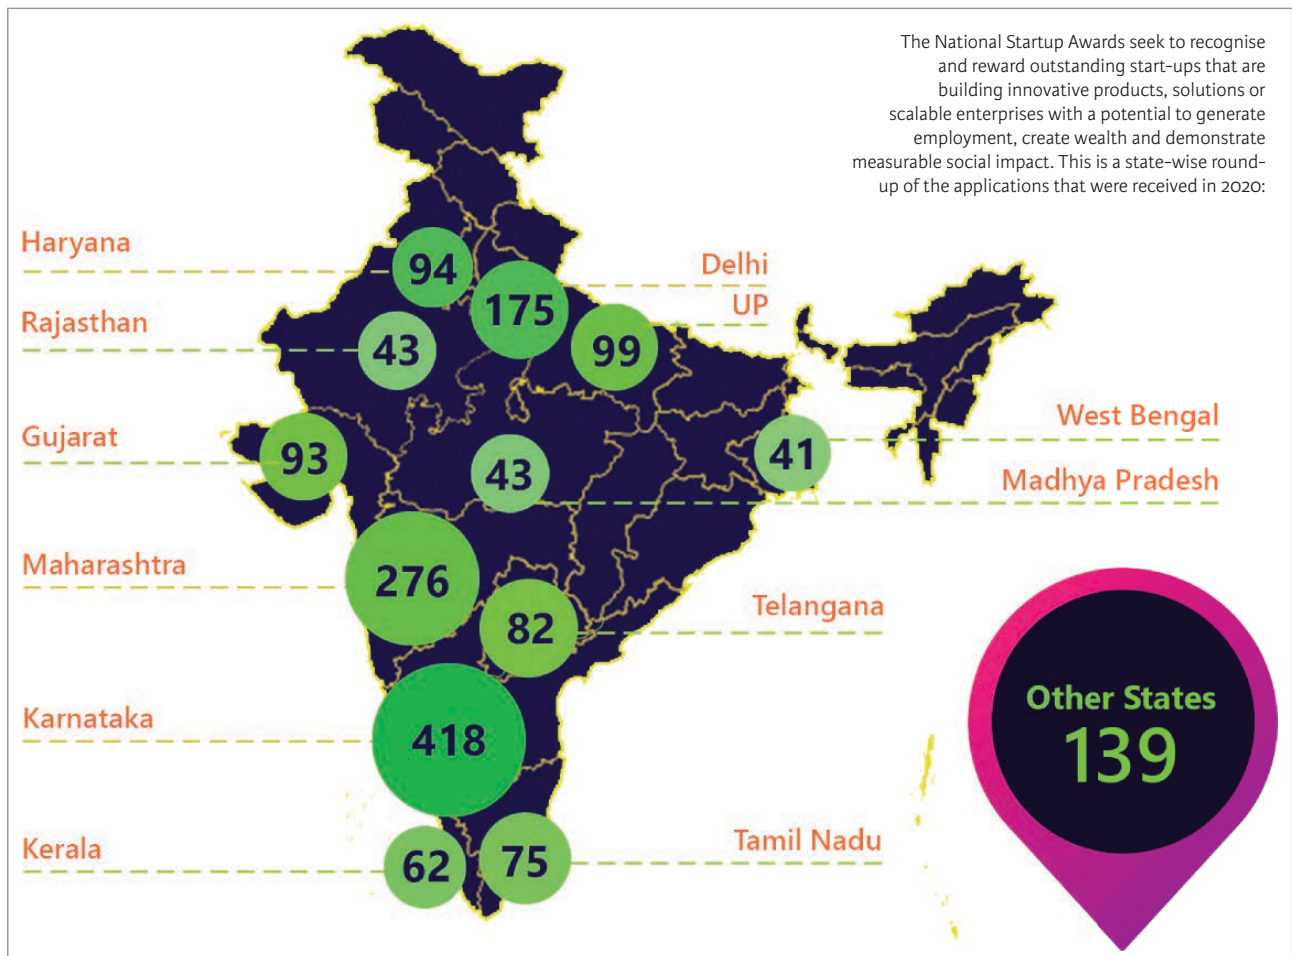 The National Startup Awards seek to recognise
and reward outstanding start-ups that are
building innovative products, solutions or
scalable enterprises with a potential to generate
employment, create wealth and demonstrate
measurable social impact. This is a state-wise round-
up of the applications that were received in 2020:
Haryana
94
Delhi
175
UP
99
Rajasthan
43
Gujarat
93
West Bengal
41
Madhya Pradesh
43
Maharashtra
276
Telangana
82
Karnataka
418
Other States
139
Kerala
62
Tamil Nadu
75